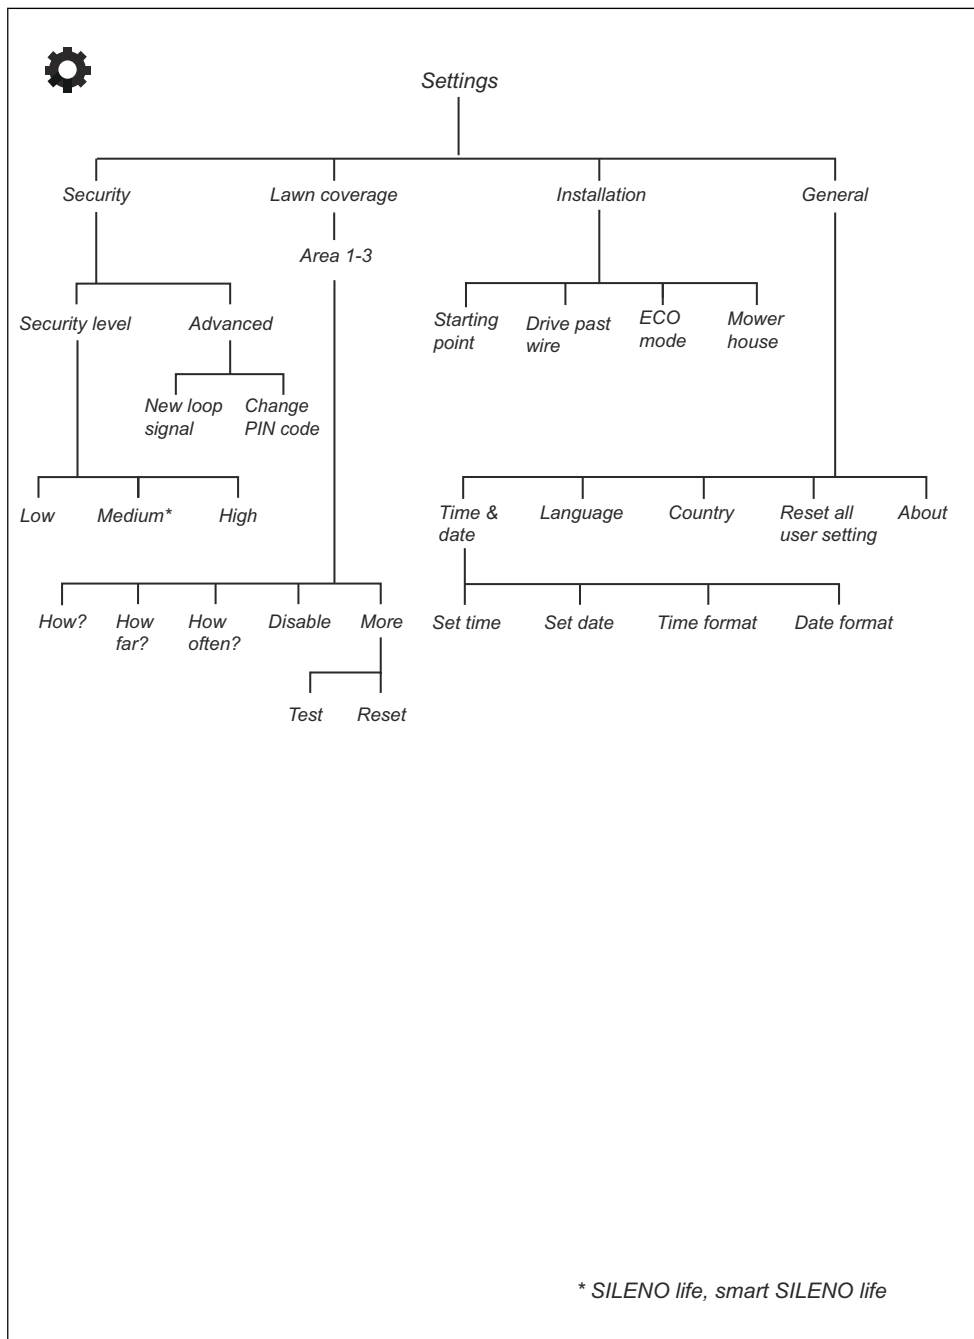 Settings
Security
Lawn coverage
Installation
General
Area 1-3
Security level
Advanced
Starting
point
Drive past
wire
ECO
mode
Mower
house
New loop
signal
Change
PIN code
Low
Medium*
High
Time &
date
Language
Country
Reset all
user setting
About
How?
How
far?
How
often?
Disable
More
Set time
Set date
Time format
Date format
Test
Reset
* SILENO life, smart SILENO life